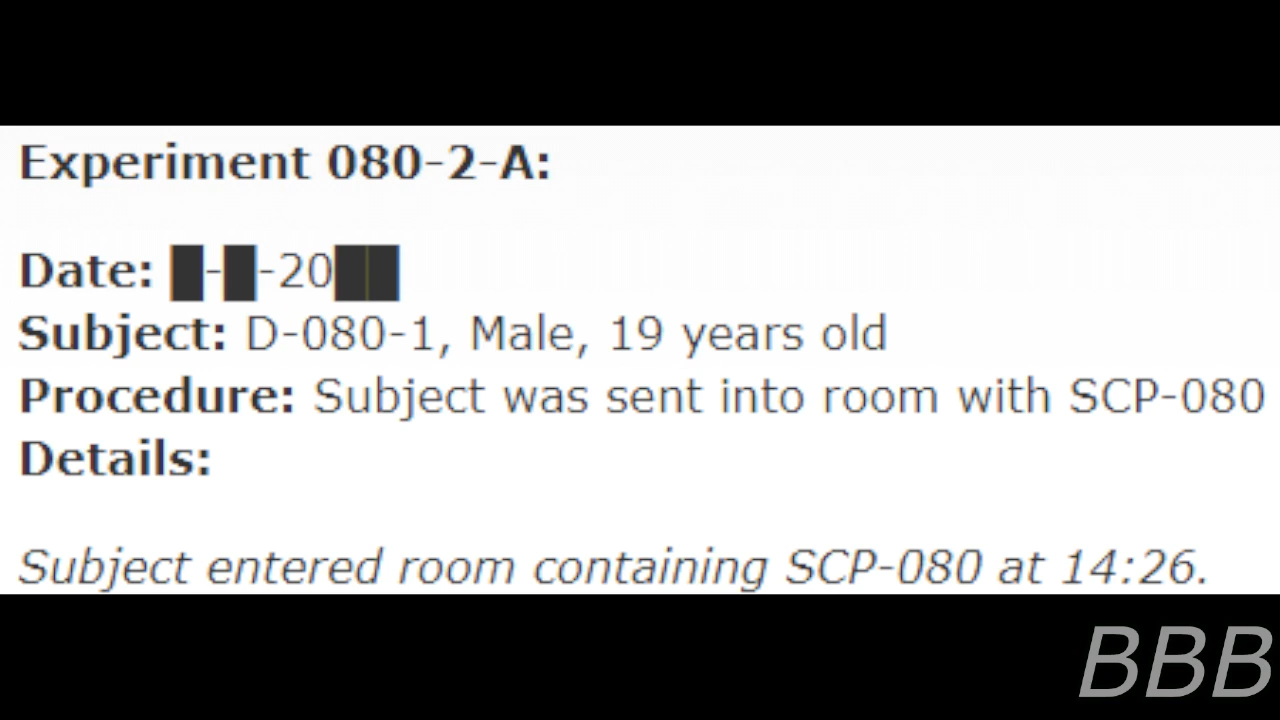 Experiment 080-2-A:
Date: █-█-20██
Subject: D-080-1, Male, 19 years old
Procedure: Subject was sent into room with SCP-080
Details:
Subject entered room containing SCP-080 at 14:26.
BBB